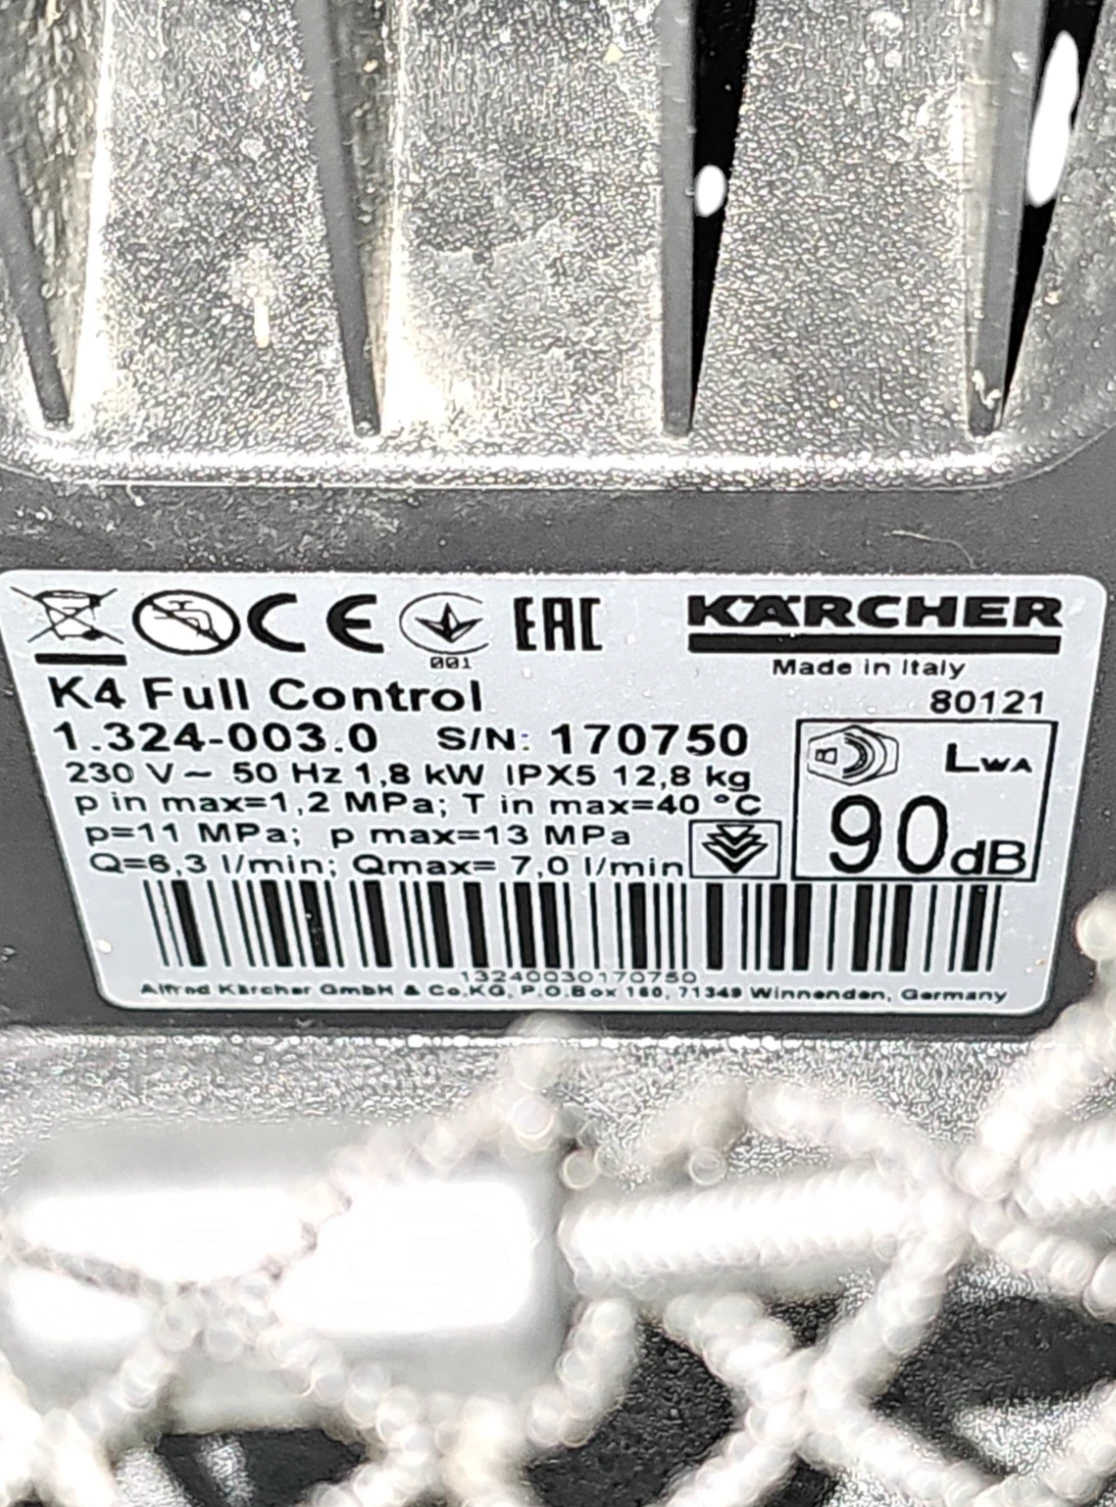 CE 001 EAC KÄRCHER
Made in Italy
K4 Full Control 80121
1.324-003.0 S/N: 170750
230 V~ 50 Hz 1,8 kW IPX5 12,8 kg
p in max=1,2 MPa; T in max=40 °C
p=11 MPa; p max=13 MPa
Q=6,3 l/min; Qmax= 7,0 l/min
LWA
90dB
13240030170750
Alfred Kärcher GmbH & Co.KG, P.O.Box 160, 71349 Winnenden, Germany